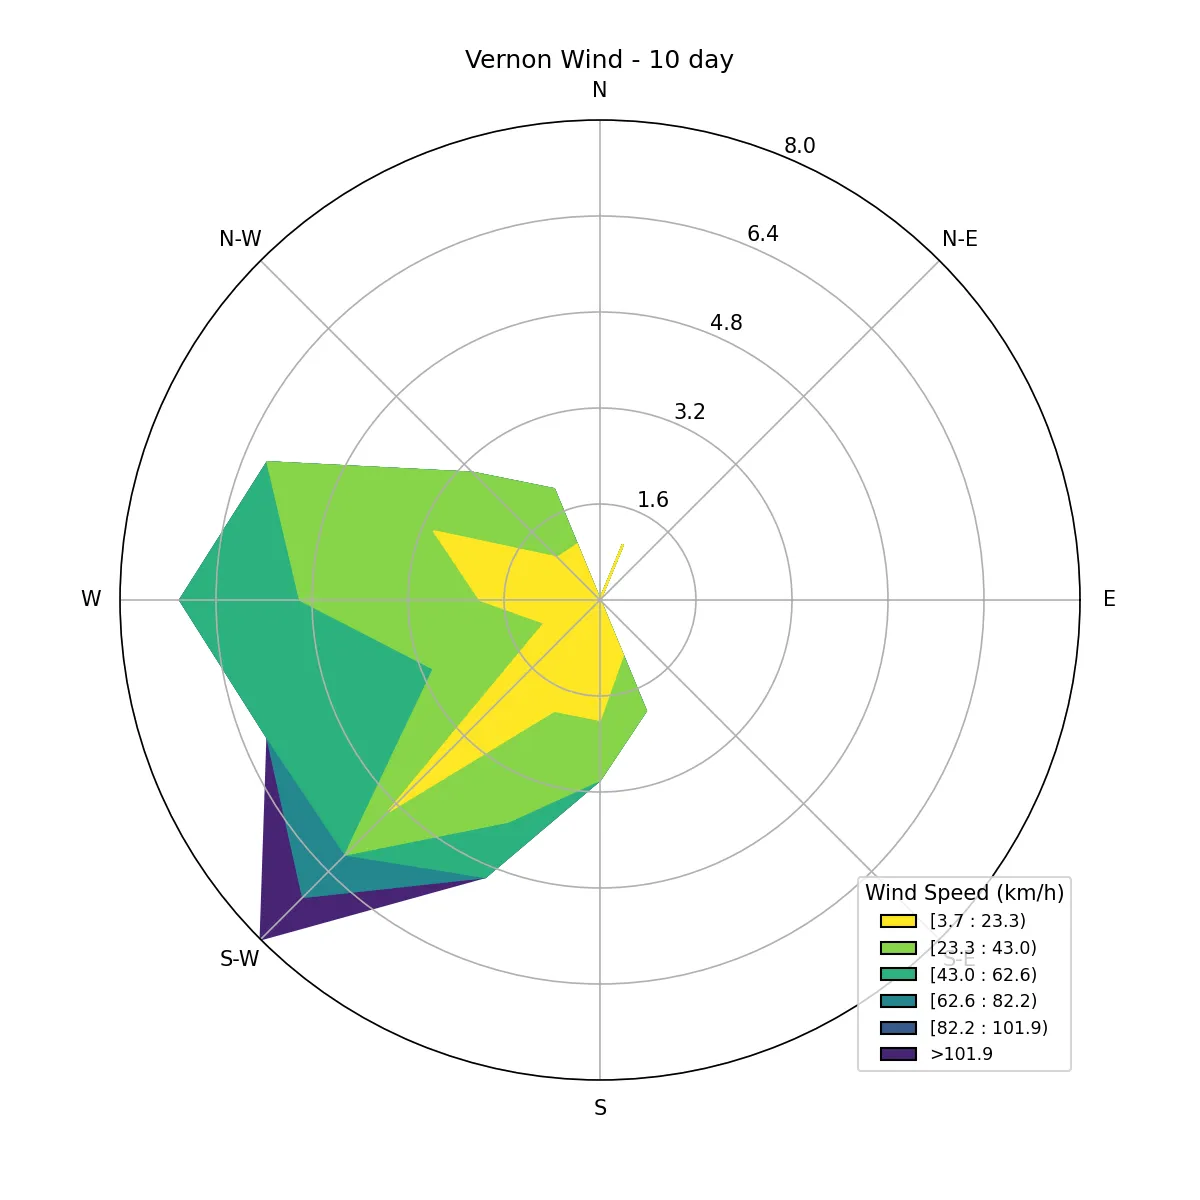 Vernon Wind - 10 day
N
8.0
6.4
N-W
N-E
4.8
3.2
1.6
W
E
S-W
S-E
S
Wind Speed (km/h)
[3.7 : 23.3)
[23.3 : 43.0)
[43.0 : 62.6)
[62.6 : 82.2)
[82.2 : 101.9)
>101.9